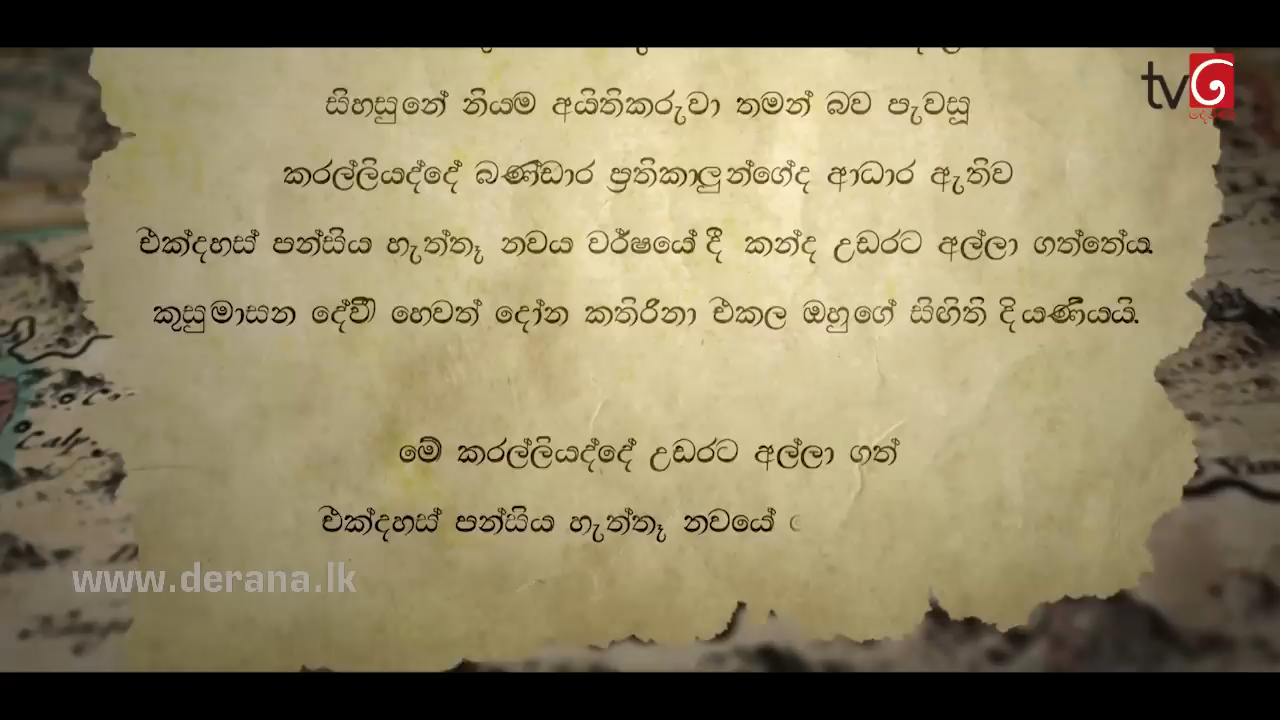 tv
දෙරණ
සිහසුනේ නියම අයිතිකරුවා තමන් බව පැවසූ
කරල්ලියද්දේ බණ්ඩාර ප්‍රතිකාලුන්ගේද ආධාර ඇතිව
එක්දහස් පන්සිය හැත්තෑ නවය වර්ෂයේ දී කන්ද උඩරට අල්ලා ගත්තේය.
කුසුමාසන දේවී හෙවත් දෝන කතිරිනා එකල ඔහුගේ සිඟිති දියණියයි.
මේ කරල්ලියද්දේ උඩරට අල්ලා ගත්
එක්දහස් පන්සිය හැත්තෑ නවයේ
www.derana.lk